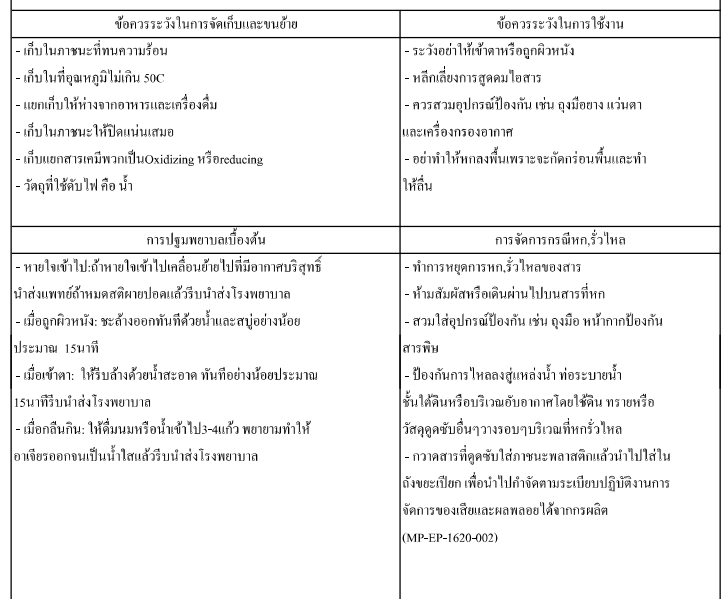 ข้อควรระวังในการจัดเก็บและขนย้าย
- เก็บในภาชนะที่ทนความร้อน
- เก็บในที่อุณหภูมิไม่เกิน 50C
- แยกเก็บให้ห่างจากอาหารและเครื่องดื่ม
- เก็บในภาชนะให้ปิดแน่นเสมอ
- เก็บแยกสารเคมีพวกเป็นOxidizing หรือreducing
- วัตถุที่ใช้ดับไฟ คือ น้ำ
ข้อควรระวังในการใช้งาน
- ระวังอย่าให้เข้าตาหรือถูกผิวหนัง
- หลีกเลี่ยงการสูดดมไอสาร
- ควรสวมอุปกรณ์ป้องกัน เช่น ถุงมือยาง แว่นตา
และเครื่องกรองอากาศ
- อย่าทำให้หกลงพื้นเพราะจะกัดกร่อนพื้นและทำ
ให้ลื่น
การปฐมพยาบาลเบื้องต้น
- หายใจเข้าไป:ถ้าหายใจเข้าไปเคลื่อนย้ายไปที่มีอากาศบริสุทธิ์
นำส่งแพทย์ถ้าหมดสติผายปอดแล้วรีบนำส่งโรงพยาบาล
- เมื่อถูกผิวหนัง: ชะล้างออกทันทีด้วยน้ำและสบู่อย่างน้อย
ประมาณ 15นาที
- เมื่อเข้าตา: ให้รีบล้างด้วยน้ำสะอาด ทันทีอย่างน้อยประมาณ
15นาทีรีบนำส่งโรงพยาบาล
- เมื่อกลืนกิน: ให้ดื่มนมหรือน้ำเข้าไป3-4แก้ว พยายามทำให้
อาเจียรออกจนเป็นน้ำใสแล้วรีบนำส่งโรงพยาบาล
การจัดการกรณีหก,รั่วไหล
- ทำการหยุดการหก,รั่วไหลของสาร
- ห้ามสัมผัสหรือเดินผ่านไปบนสารที่หก
- สวมใส่อุปกรณ์ป้องกัน เช่น ถุงมือ หน้ากากป้องกัน
สารพิษ
- ป้องกันการไหลลงสู่แหล่งน้ำ ท่อระบายน้ำ
ชั้นใต้ดินหรือบริเวณอับอากาศโดยใช้ดิน ทรายหรือ
วัสดุดูดซับอื่นๆวางรอบๆบริเวณที่หกรั่วไหล
- กวาดสารที่ดูดซับใส่ภาชนะพลาสติกแล้วนำไปใส่ใน
ถังขยะเปียก เพื่อนำไปกำจัดตามระเบียบปฏิบัติงานการ
จัดการของเสียและผลพลอยได้จากกรผลิต
(MP-EP-1620-002)